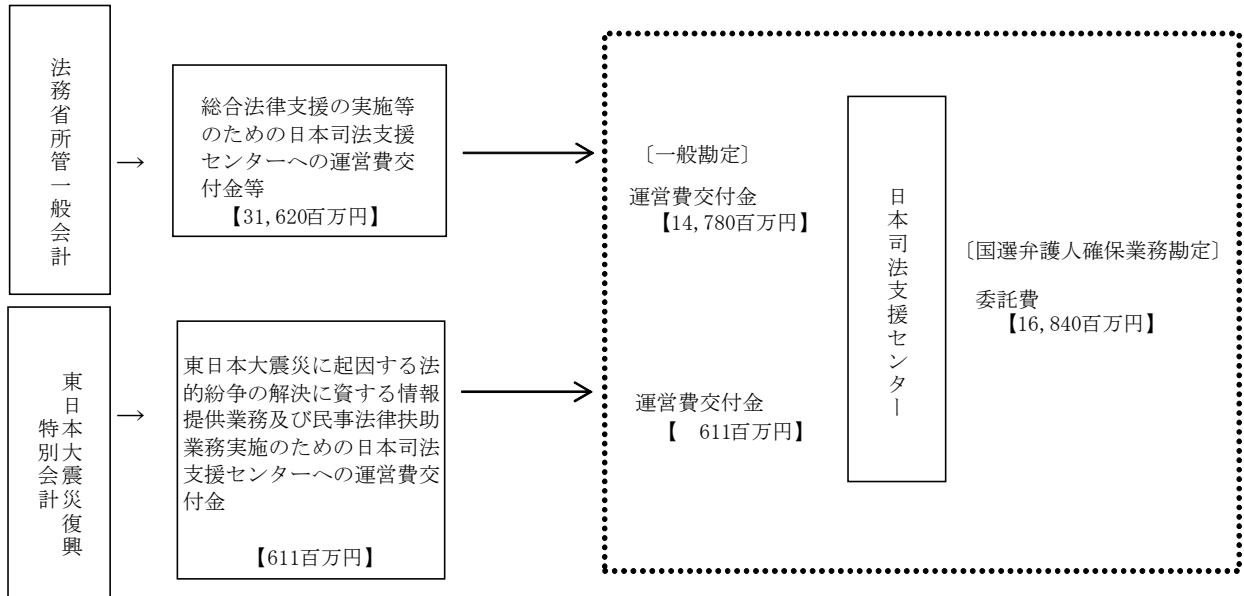 法務省所管一般会計
→
総合法律支援の実施等
のための日本司法支援
センターへの運営費交
付金等
【31,620百万円】
〔一般勘定〕
運営費交付金
【14,780百万円】
日本司法支援センター
〔国選弁護人確保業務勘定〕
委託費
【16,840百万円】
東日本大震災復興
特別会計
→
東日本大震災に起因する法
的紛争の解決に資する情報
提供業務及び民事法律扶助
業務実施のための日本司法
支援センターへの運営費交
付金
【611百万円】
運営費交付金
【　611百万円】